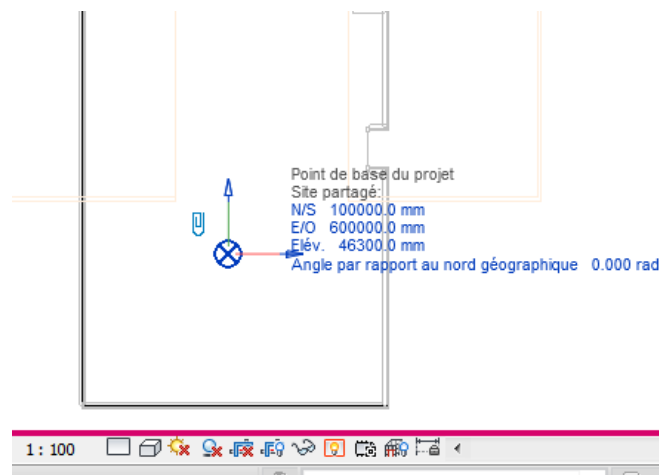 Point de base du projet
Site partagé:
N/S 100000.0 mm
E/O 600000.0 mm
Élév. 46300.0 mm
Angle par rapport au nord géographique 0.000 rad
1 : 100